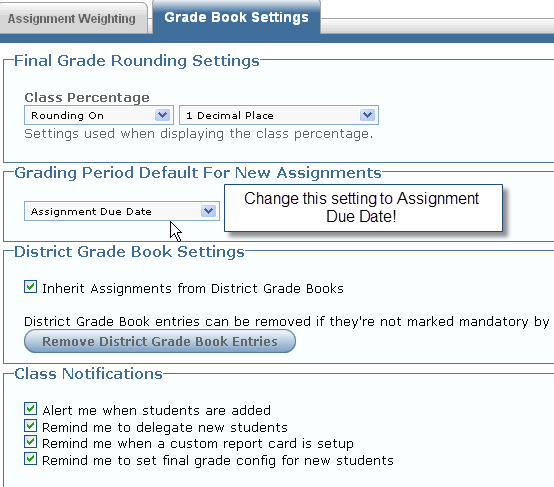 Assignment Weighting
Grade Book Settings
Final Grade Rounding Settings
Class Percentage
Rounding On
1 Decimal Place
Settings used when displaying the class percentage.
Grading Period Default For New Assignments
Assignment Due Date
Change this setting to Assignment
Due Date!
District Grade Book Settings
Inherit Assignments from District Grade Books
District Grade Book entries can be removed if they're not marked mandatory by
Remove District Grade Book Entries
Class Notifications
Alert me when students are added
Remind me to delegate new students
Remind me when a custom report card is setup
Remind me to set final grade config for new students